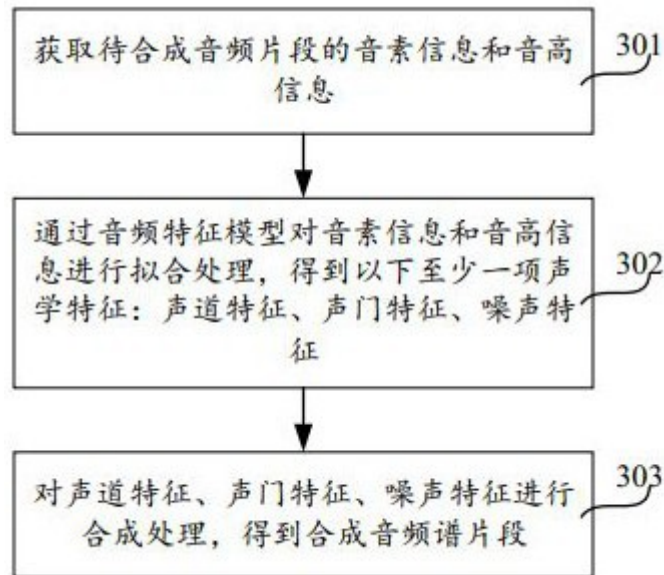 获取待合成音频片段的音素信息和音高
信息
301
通过音频特征模型对音素信息和音高信
息进行拟合处理，得到以下至少一项声
学特征：声道特征、声门特征、噪声特
征
302
对声道特征、声门特征、噪声特征进行
合成处理，得到合成音频谱片段
303